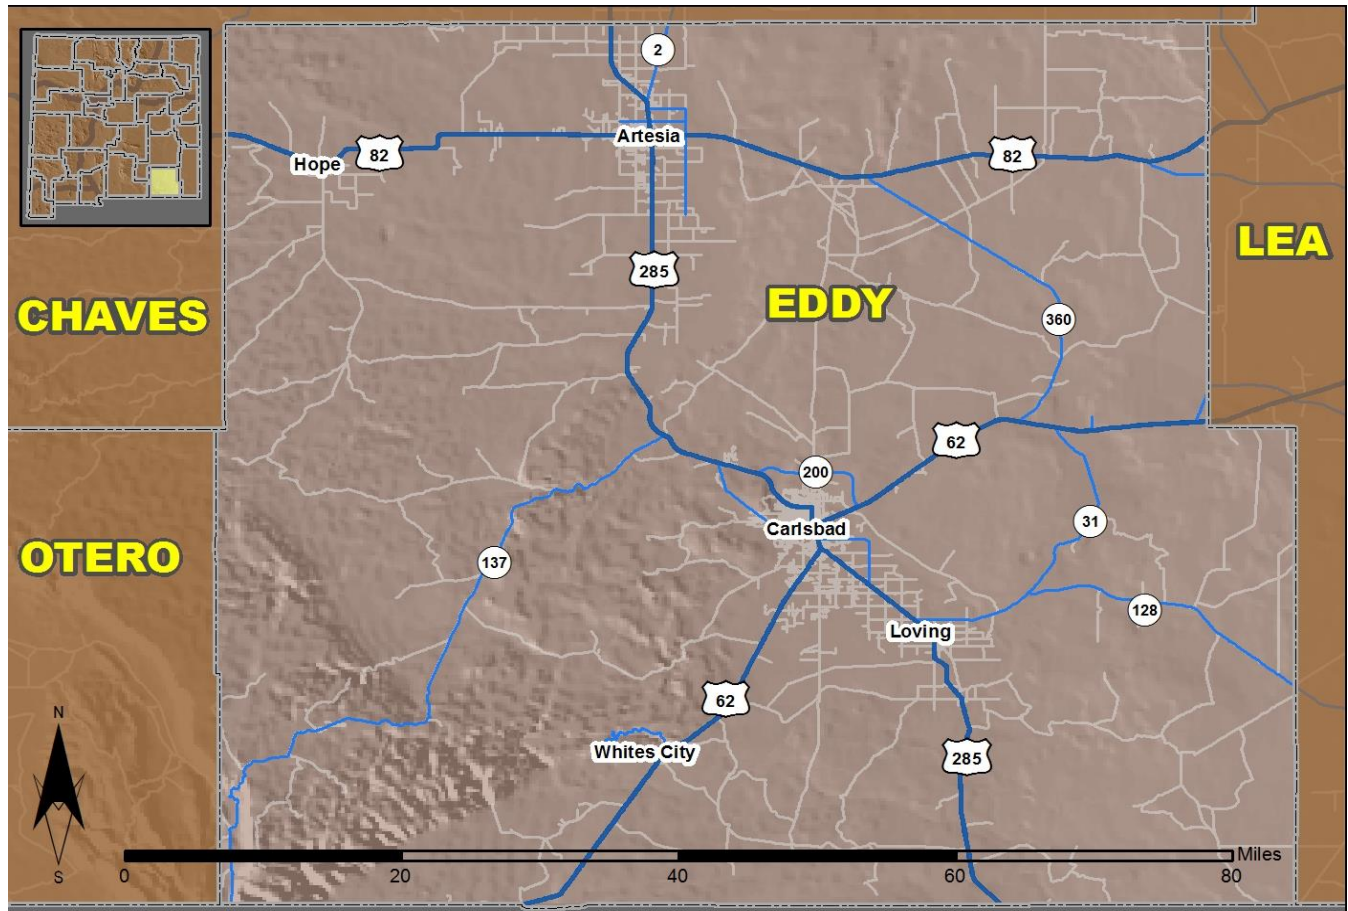 2
Artesia
Hope
82
82
LEA
285
EDDY
CHAVES
360
62
200
31
Carlsbad
OTERO
137
128
Loving
62
N
Whites City
285
Miles
S
0
20
40
60
80